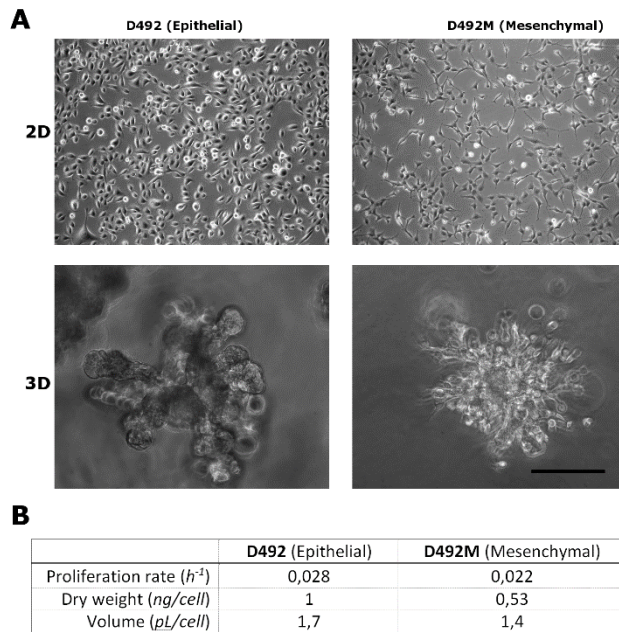 A
D492 (Epithelial) D492M (Mesenchymal)
2D
3D
B
D492 (Epithelial) D492M (Mesenchymal)
Proliferation rate (h⁻¹) 0,028 0,022
Dry weight (ng/cell) 1 0,53
Volume (pL/cell) 1,7 1,4